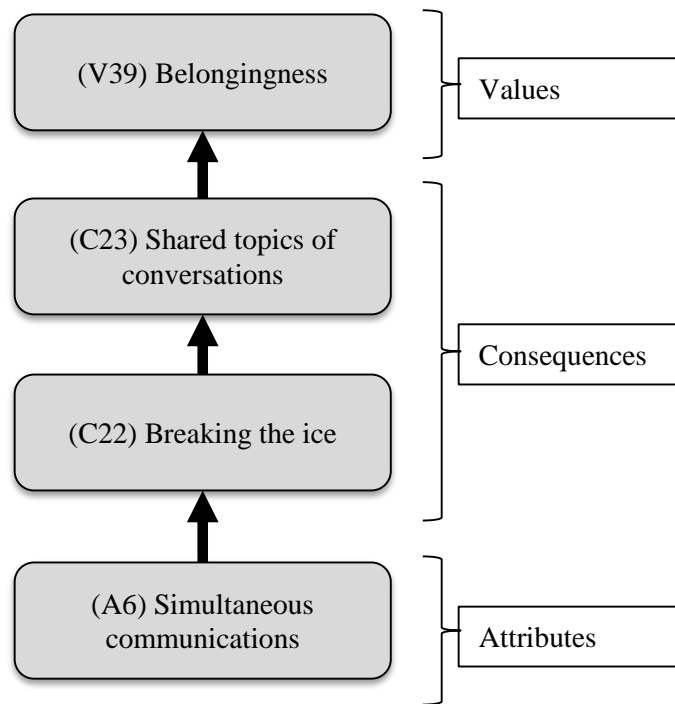 (V39) Belongingness
Values
(C23) Shared topics of
conversations
Consequences
(C22) Breaking the ice
(A6) Simultaneous
communications
Attributes